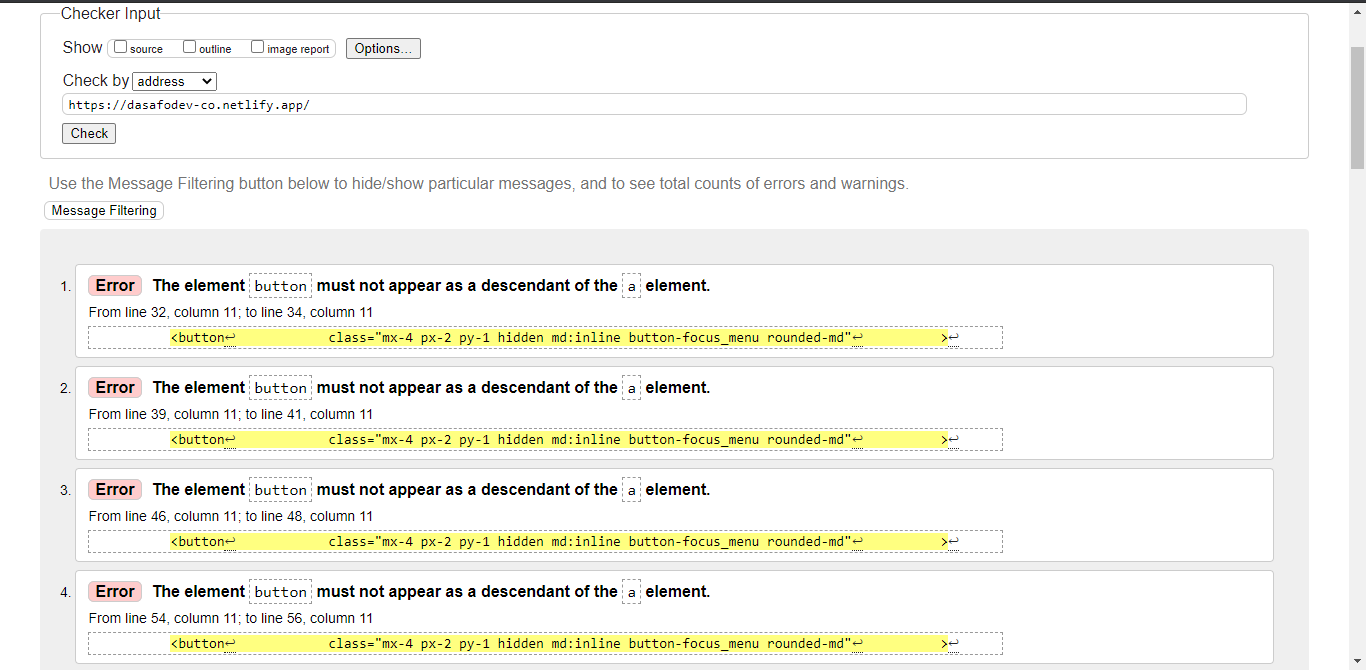 Checker Input
Show source outline image report Options...
Check by address
https://dasafodev-co.netlify.app/
Check
Use the Message Filtering button below to hide/show particular messages, and to see total counts of errors and warnings.
Message Filtering
1. Error The element button must not appear as a descendant of the a element.
From line 32, column 11; to line 34, column 11
<button↩ class="mx-4 px-2 py-1 hidden md:inline button-focus_menu rounded-md"↩ >↩
2. Error The element button must not appear as a descendant of the a element.
From line 39, column 11; to line 41, column 11
<button↩ class="mx-4 px-2 py-1 hidden md:inline button-focus_menu rounded-md"↩ >↩
3. Error The element button must not appear as a descendant of the a element.
From line 46, column 11; to line 48, column 11
<button↩ class="mx-4 px-2 py-1 hidden md:inline button-focus_menu rounded-md"↩ >↩
4. Error The element button must not appear as a descendant of the a element.
From line 54, column 11; to line 56, column 11
<button↩ class="mx-4 px-2 py-1 hidden md:inline button-focus_menu rounded-md"↩ >↩